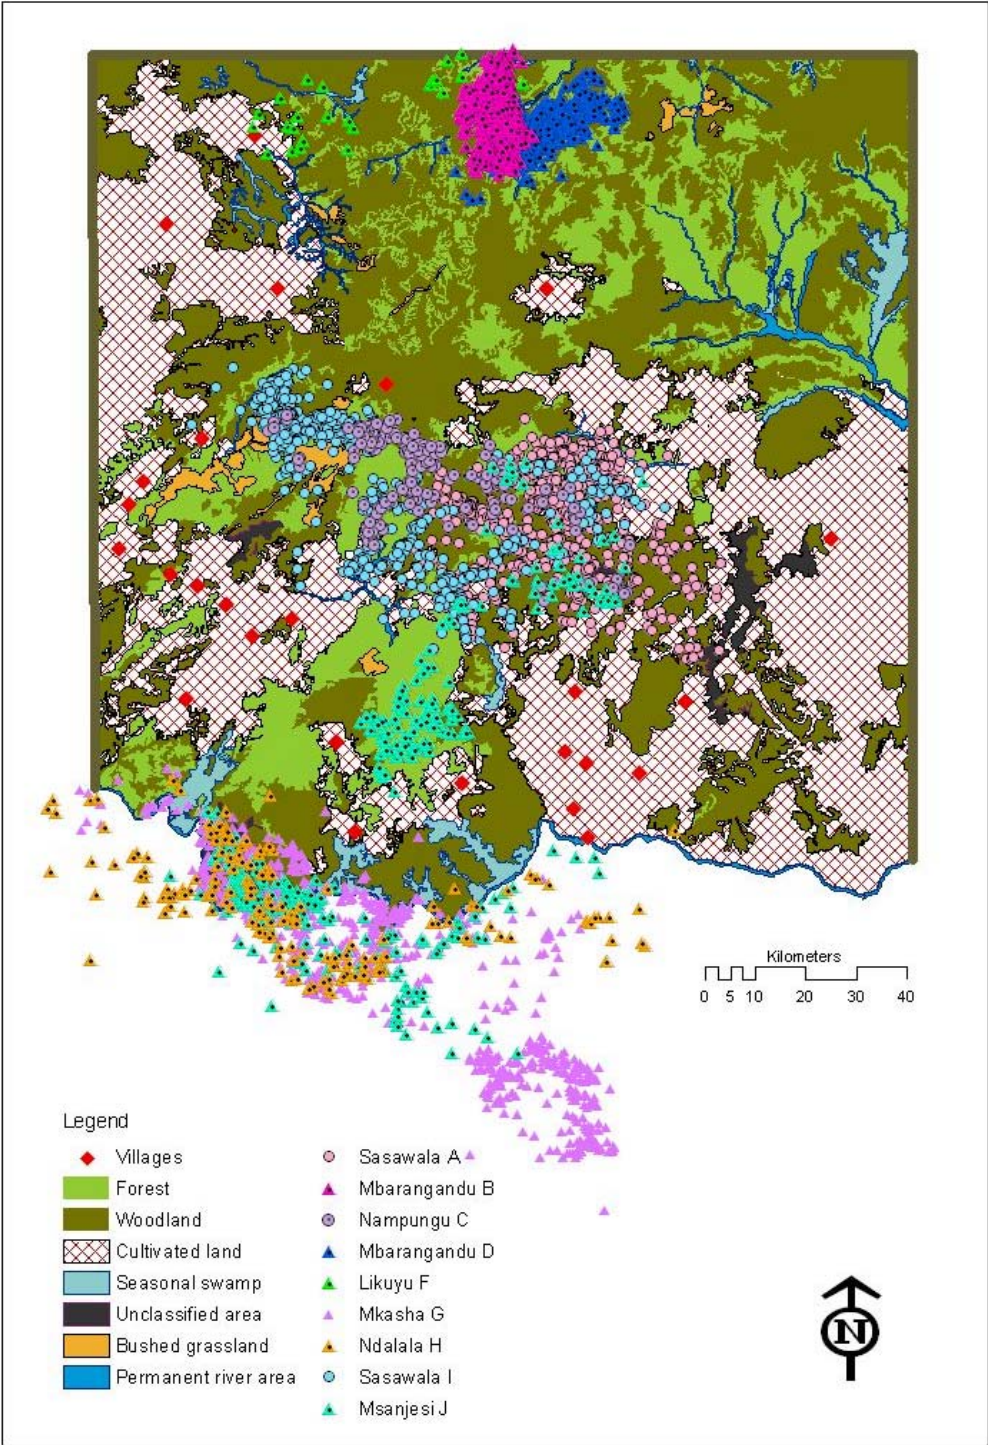 Kilometers
0 5 10 20 30 40
Legend
Villages
Forest
Woodland
Cultivated land
Seasonal swamp
Unclassified area
Bushed grassland
Permanent river area
Sasawala A
Mbarangandu B
Nampungu C
Mbarangandu D
Likuyu F
Mkasha G
Ndalala H
Sasawala I
Msanjesi J
N